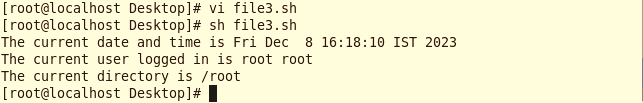 [root@localhost Desktop]# vi file3.sh
[root@localhost Desktop]# sh file3.sh
The current date and time is Fri Dec  8 16:18:10 IST 2023
The current user logged in is root root
The current directory is /root
[root@localhost Desktop]#